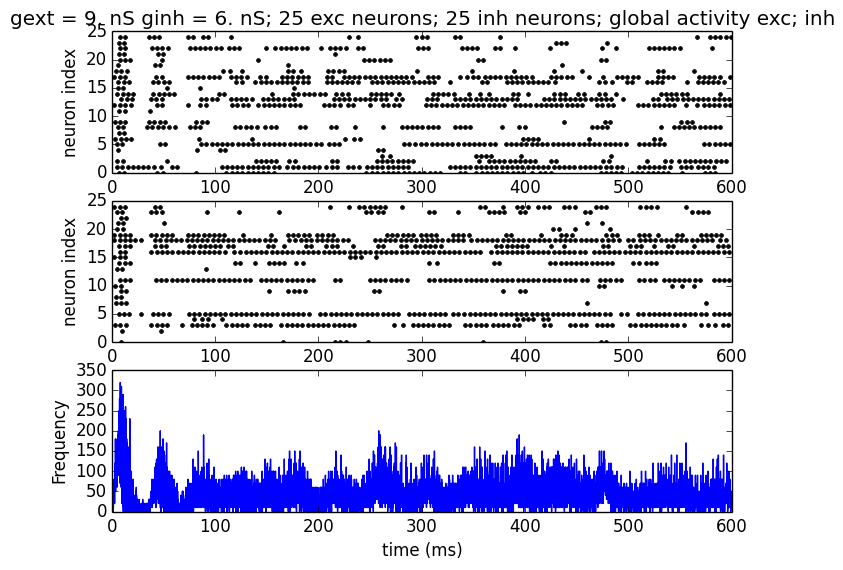 gext = 9. nS ginh = 6. nS; 25 exc neurons; 25 inh neurons; global activity exc; inh
25
20
15
10
5
0
neuron index
0 100 200 300 400 500 600
25
20
15
10
5
0
neuron index
0 100 200 300 400 500 600
350
300
250
200
150
100
50
0
Frequency
0 100 200 300 400 500 600
time (ms)